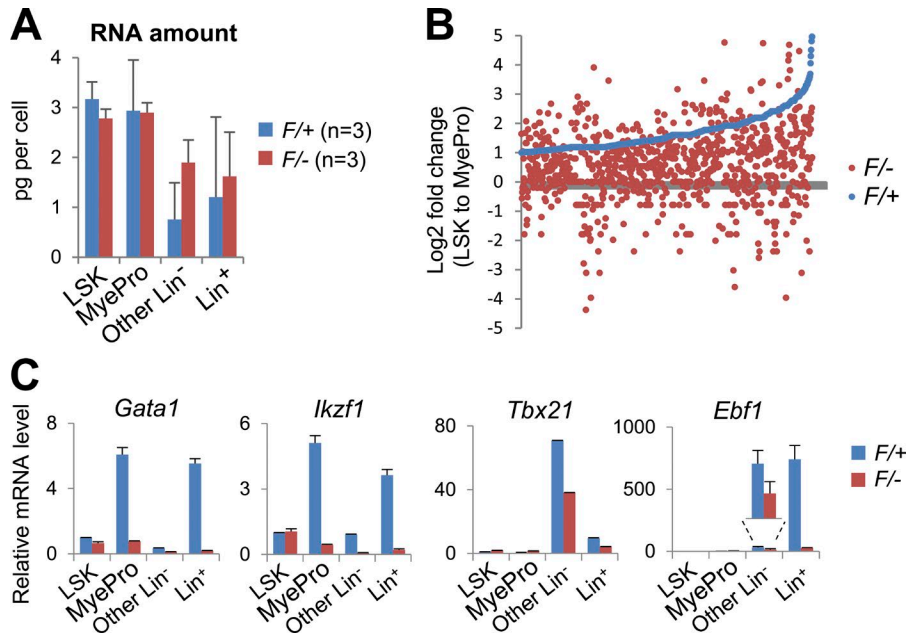 A
RNA amount
pg per cell
4
3
2
1
0
LSK
MyePro
Other Lin⁻
Lin⁺
F/+ (n=3)
F/- (n=3)
B
Log2 fold change
(LSK to MyePro)
5
4
3
2
1
0
-1
-2
-3
-4
-5
F/-
F/+
C
Relative mRNA level
Gata1
8
4
0
LSK
MyePro
Other Lin⁻
Lin⁺
Ikzf1
6
3
0
LSK
MyePro
Other Lin⁻
Lin⁺
Tbx21
80
40
0
LSK
MyePro
Other Lin⁻
Lin⁺
Ebf1
1000
500
0
LSK
MyePro
Other Lin⁻
Lin⁺
F/+
F/-